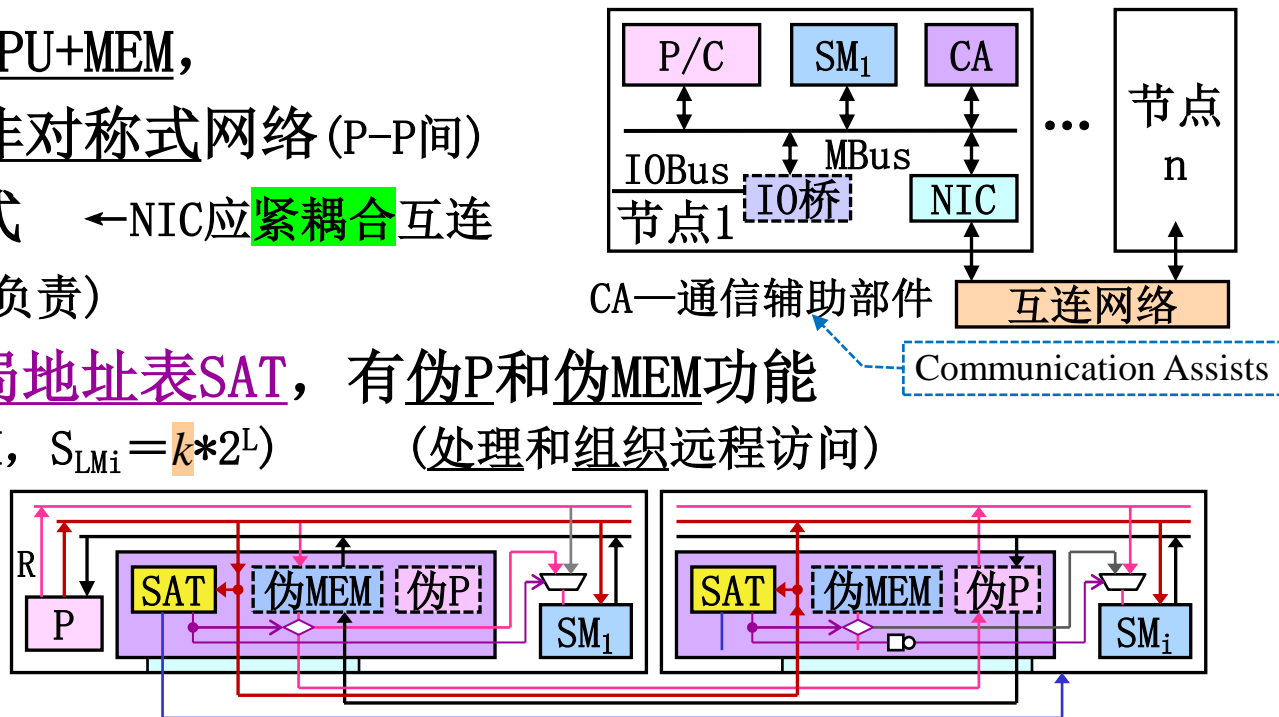 PU+MEM，
非对称式网络(P-P间)
式 ←NIC应紧耦合互连
负责)
局地址表SAT，有伪P和伪MEM功能
，S_LMi＝k*2^L) (处理和组织远程访问)
P/C
SM₁
CA
MBus
IOBus
IO桥
NIC
节点1
…
节点
n
CA—通信辅助部件
互连网络
Communication Assists
R
P
SAT
伪MEM
伪P
SM₁
SAT
伪MEM
伪P
SMᵢ